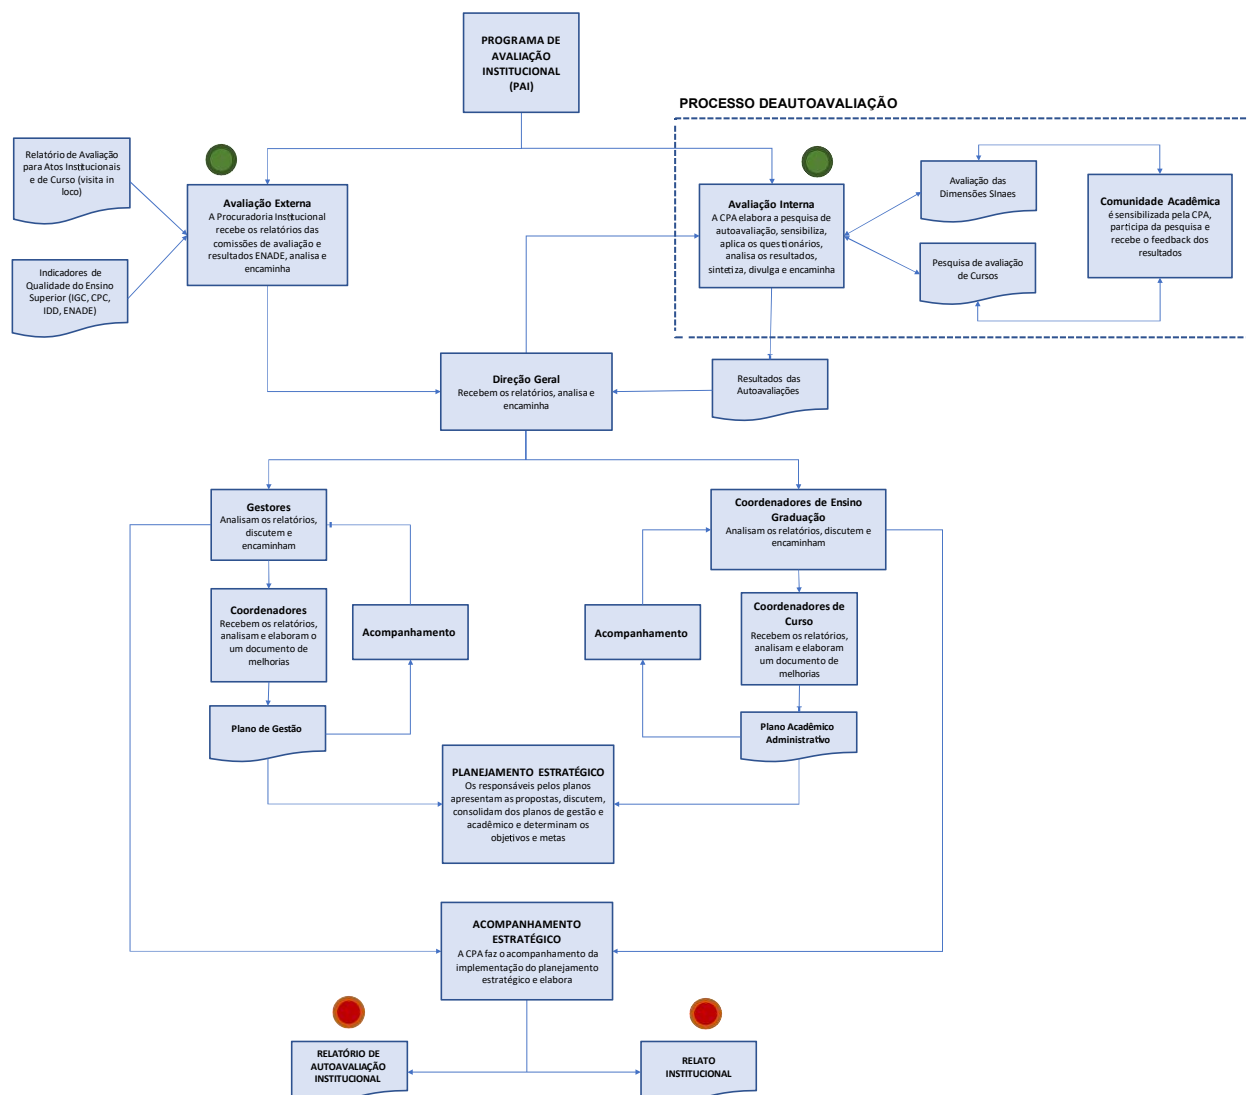 PROGRAMA DE
AVALIAÇÃO
INSTITUCIONAL
(PAI)
PROCESSO DEAUTOAVALIAÇÃO
Relatório de Avaliação
para Atos Institucionais
e de Curso (visita in
loco)
Avaliação Externa
A Procuradoria Institucional
recebe os relatórios das
comissões de avaliação e
resultados ENADE, analisa e
encaminha
Indicadores de
Qualidade do Ensino
Superior (IGC, CPC,
IDD, ENADE)
Avaliação Interna
A CPA elabora a pesquisa de
autoavaliação, sensibiliza,
aplica os questionários,
analisa os resultados,
sintetiza, divulga e encaminha
Avaliação das
Dimensões SInaes
Pesquisa de avaliação
de Cursos
Comunidade Acadêmica
é sensibilizada pela CPA,
participa da pesquisa e
recebe o feedback dos
resultados
Direção Geral
Recebem os relatórios, analisa e
encaminha
Resultados das
Autoavaliações
Gestores
Analisam os relatórios,
discutem e
encaminham
Coordenadores de Ensino
Graduação
Analisam os relatórios, discutem e
encaminham
Coordenadores
Recebem os relatórios,
analisam e elaboram o
um documento de
melhorias
Acompanhamento
Acompanhamento
Coordenadores de
Curso
Recebem os relatórios,
analisam e elaboram
um documento de
melhorias
Plano de Gestão
Plano Acadêmico
Administrativo
PLANEJAMENTO ESTRATÉGICO
Os responsáveis pelos planos
apresentam as propostas, discutem,
consolidam dos planos de gestão e
acadêmico e determinam os
objetivos e metas
ACOMPANHAMENTO
ESTRATÉGICO
A CPA faz o acompanhamento da
implementação do planejamento
estratégico e elabora
RELATÓRIO DE
AUTOAVALIAÇÃO
INSTITUCIONAL
RELATO
INSTITUCIONAL